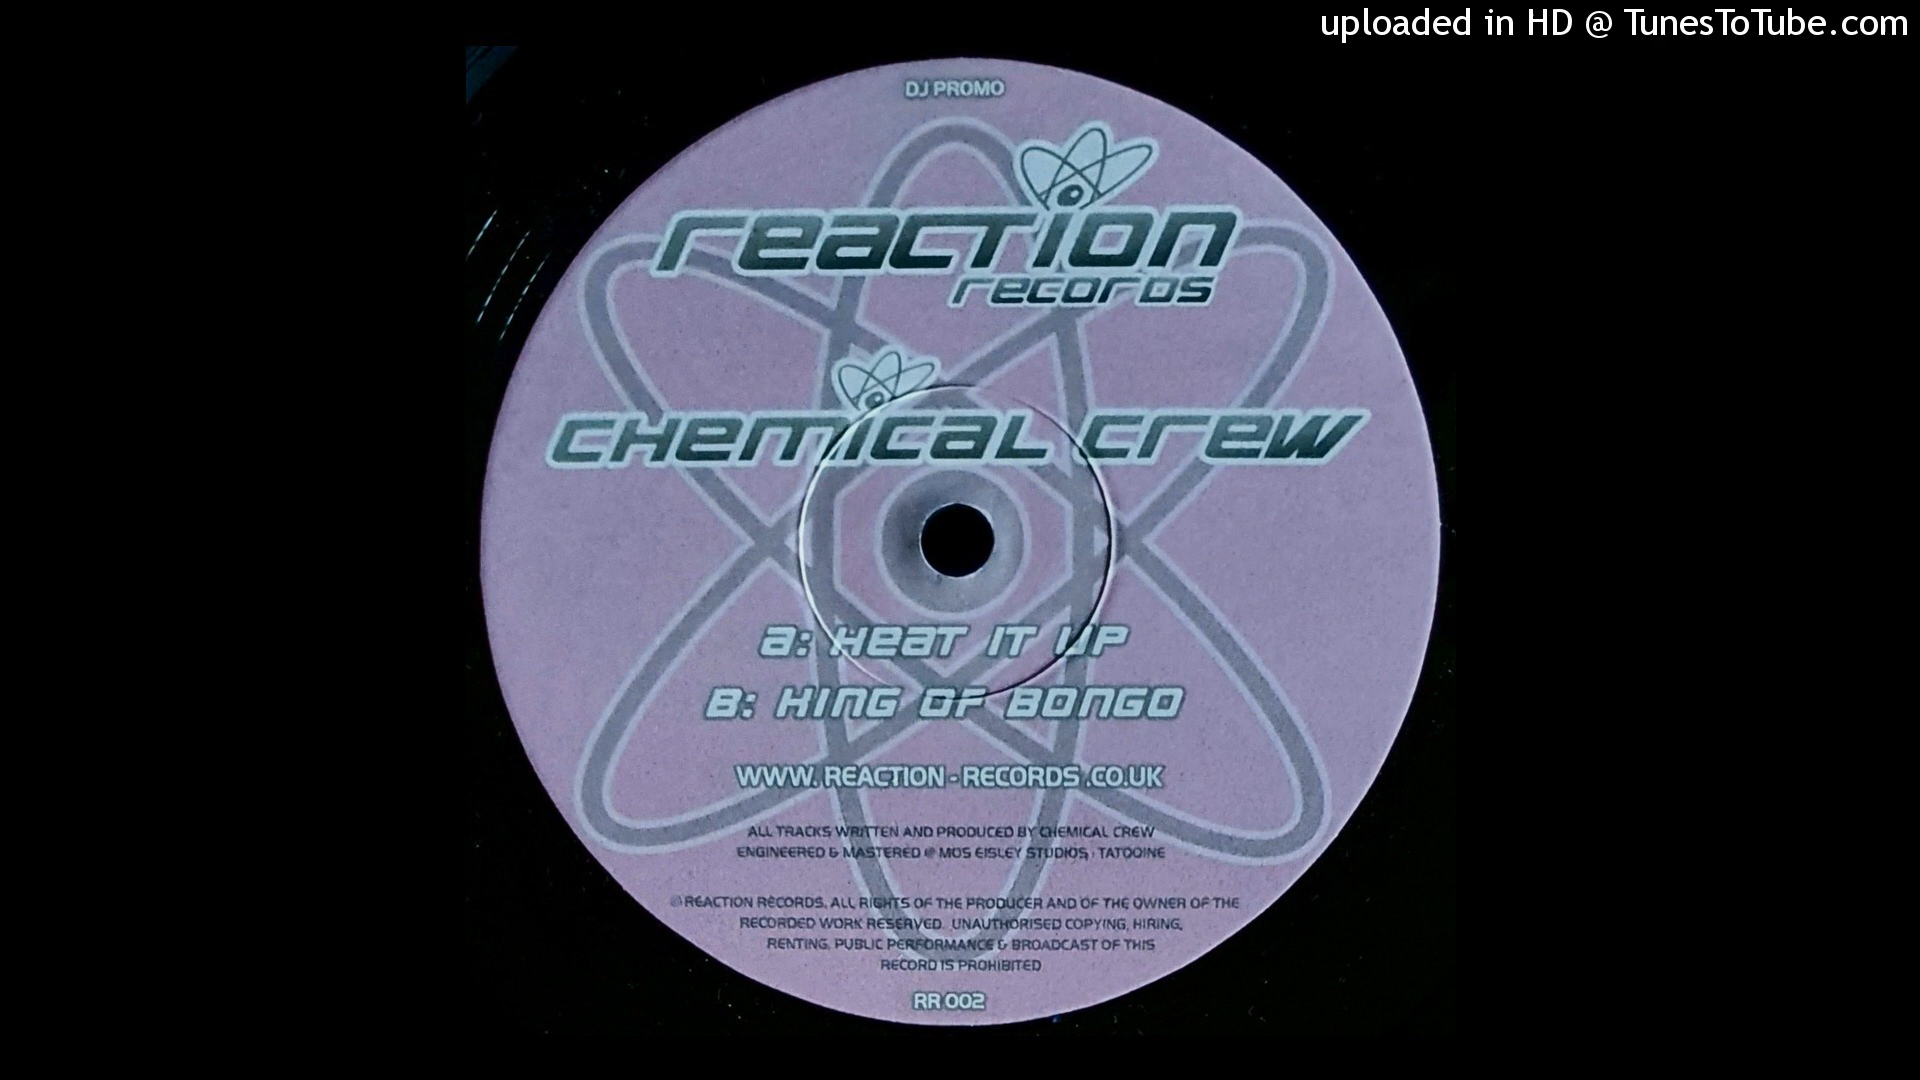 uploaded in HD @ TunesToTube.com
DJ PROMO
reaction
records
chemical crew
A: HEAT IT UP
B: KING OF BONGO
WWW.REACTION-RECORDS.CO.UK
ALL TRACKS WRITTEN AND PRODUCED BY CHEMICAL CREW
ENGINEERED & MASTERED @ MOS EISLEY STUDIOS, TATOOINE
© REACTION RECORDS, ALL RIGHTS OF THE PRODUCER AND OF THE OWNER OF THE
RECORDED WORK RESERVED. UNAUTHORISED COPYING, HIRING,
RENTING, PUBLIC PERFORMANCE & BROADCAST OF THIS
RECORD IS PROHIBITED
RR 002